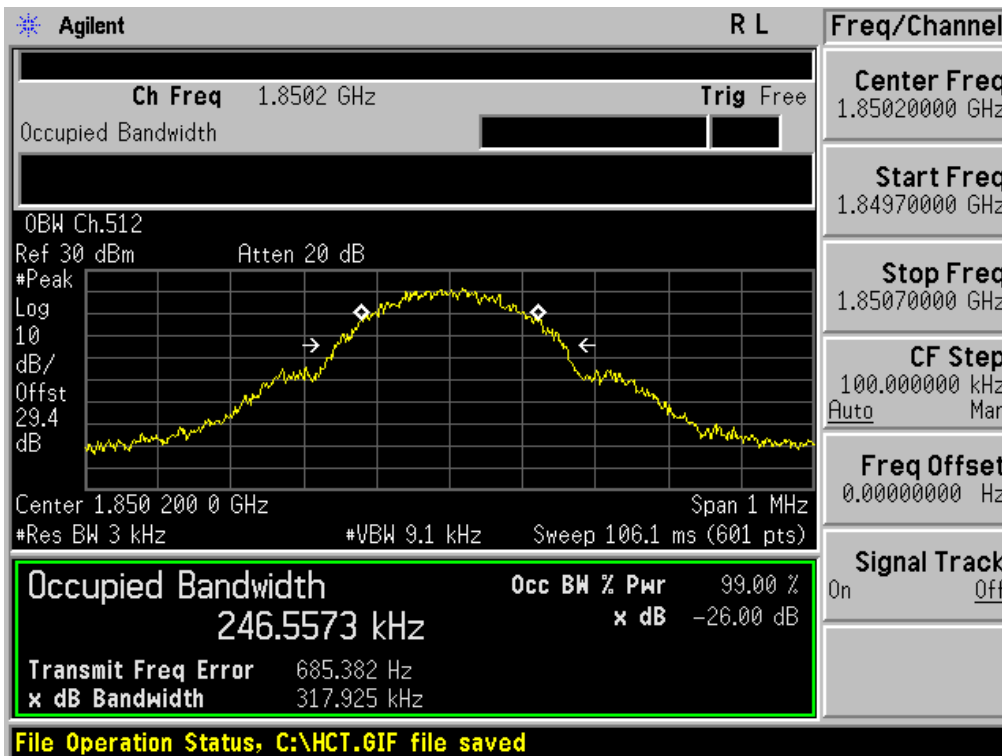 Agilent R L Freq/Channel
Ch Freq 1.8502 GHz Trig Free
Occupied Bandwidth
Center Freq
1.85020000 GHz
Start Freq
1.84970000 GHz
Stop Freq
1.85070000 GHz
CF Step
100.000000 kHz
Auto Man
Freq Offset
0.00000000 Hz
Signal Track
On Off
OBW Ch.512
Ref 30 dBm Atten 20 dB
#Peak
Log
10
dB/
Offst
29.4
dB
Center 1.850 200 0 GHz Span 1 MHz
#Res BW 3 kHz #VBW 9.1 kHz Sweep 106.1 ms (601 pts)
Occupied Bandwidth Occ BW % Pwr 99.00 %
246.5573 kHz x dB -26.00 dB
Transmit Freq Error 685.382 Hz
x dB Bandwidth 317.925 kHz
File Operation Status, C:\HCT.GIF file saved